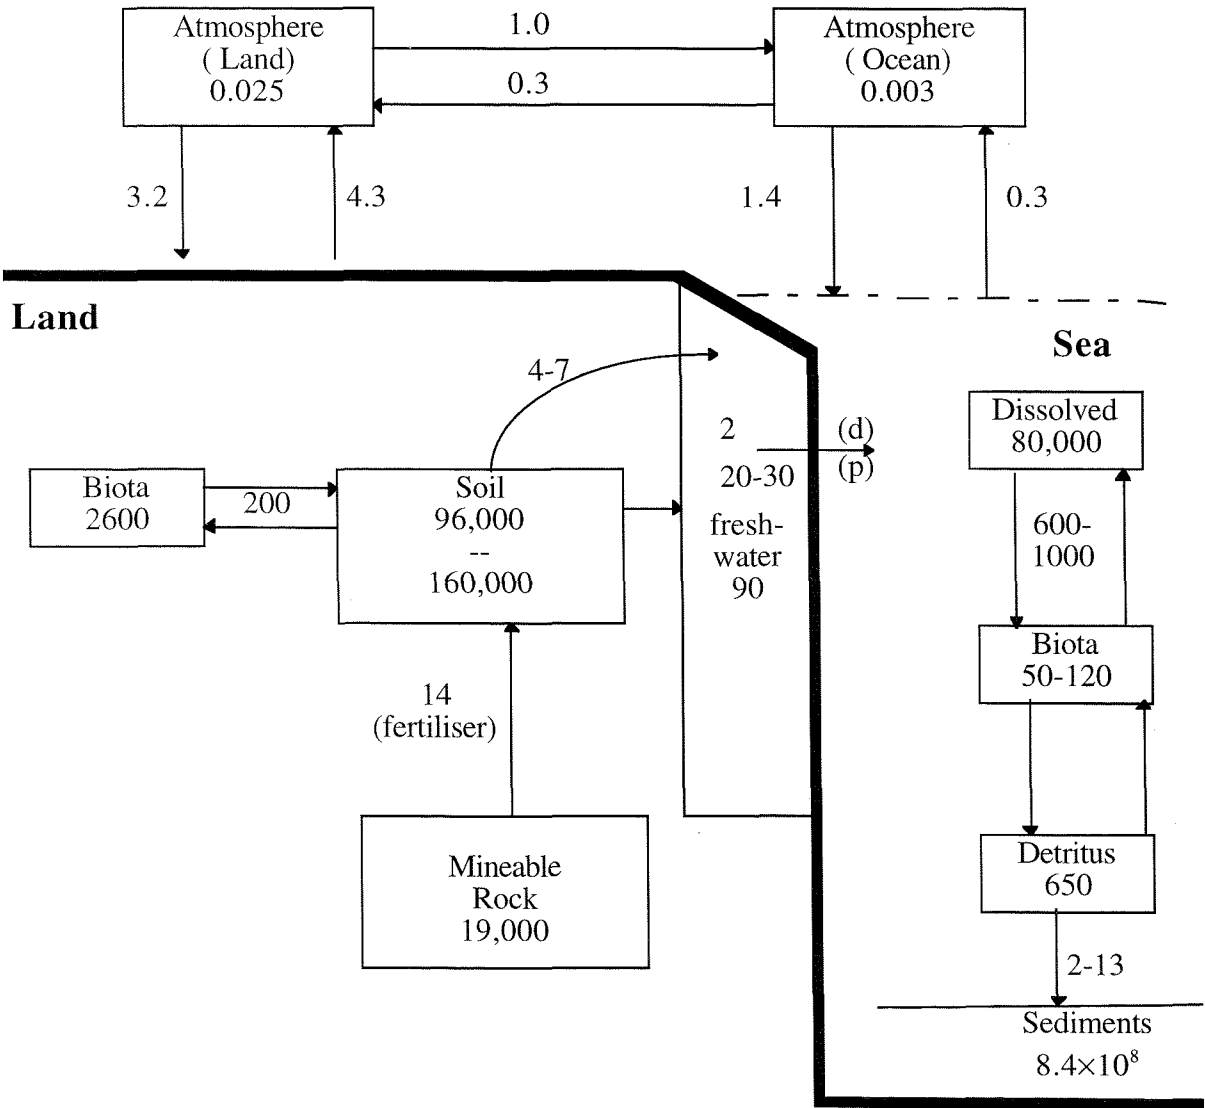 Atmosphere
( Land)
0.025
1.0
0.3
Atmosphere
( Ocean)
0.003
3.2
4.3
1.4
0.3
Land
Sea
4-7
Biota
2600
200
Soil
96,000
--
160,000
2
(d)
20-30
(p)
fresh-
water
90
Dissolved
80,000
600-
1000
Biota
50-120
14
(fertiliser)
Mineable
Rock
19,000
Detritus
650
2-13
Sediments
8.4×10⁸